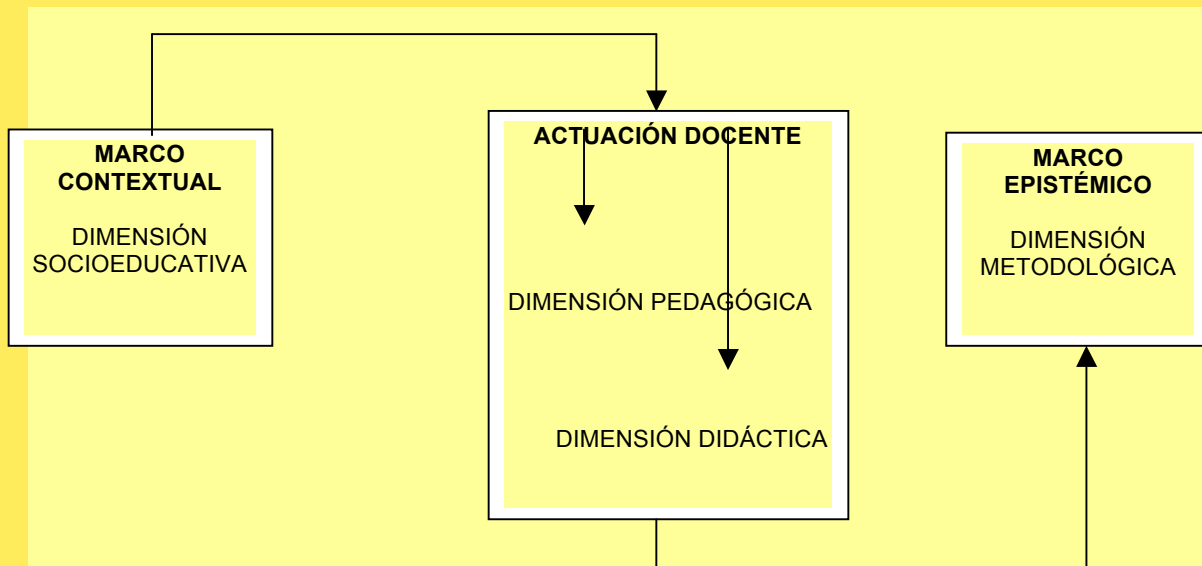 MARCO
CONTEXTUAL
DIMENSIÓN
SOCIOEDUCATIVA
ACTUACIÓN DOCENTE
DIMENSIÓN PEDAGÓGICA
DIMENSIÓN DIDÁCTICA
MARCO
EPISTÉMICO
DIMENSIÓN
METODOLÓGICA